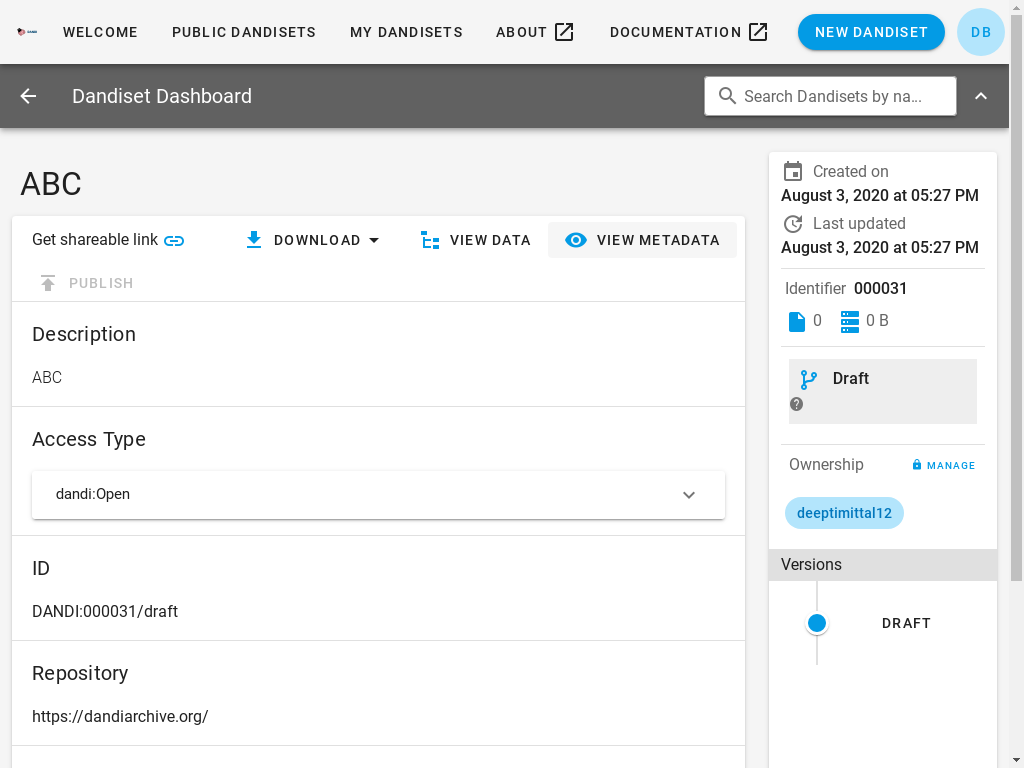 WELCOME
PUBLIC DANDISETS
MY DANDISETS
ABOUT
DOCUMENTATION
NEW DANDISET
DB
Dandiset Dashboard
Search Dandisets by na...
ABC
Get shareable link
DOWNLOAD
VIEW DATA
VIEW METADATA
PUBLISH
Description
ABC
Access Type
dandi:Open
ID
DANDI:000031/draft
Repository
https://dandiarchive.org/
Created on
August 3, 2020 at 05:27 PM
Last updated
August 3, 2020 at 05:27 PM
Identifier 000031
0
0 B
Draft
Ownership
MANAGE
deeptimittal12
Versions
DRAFT